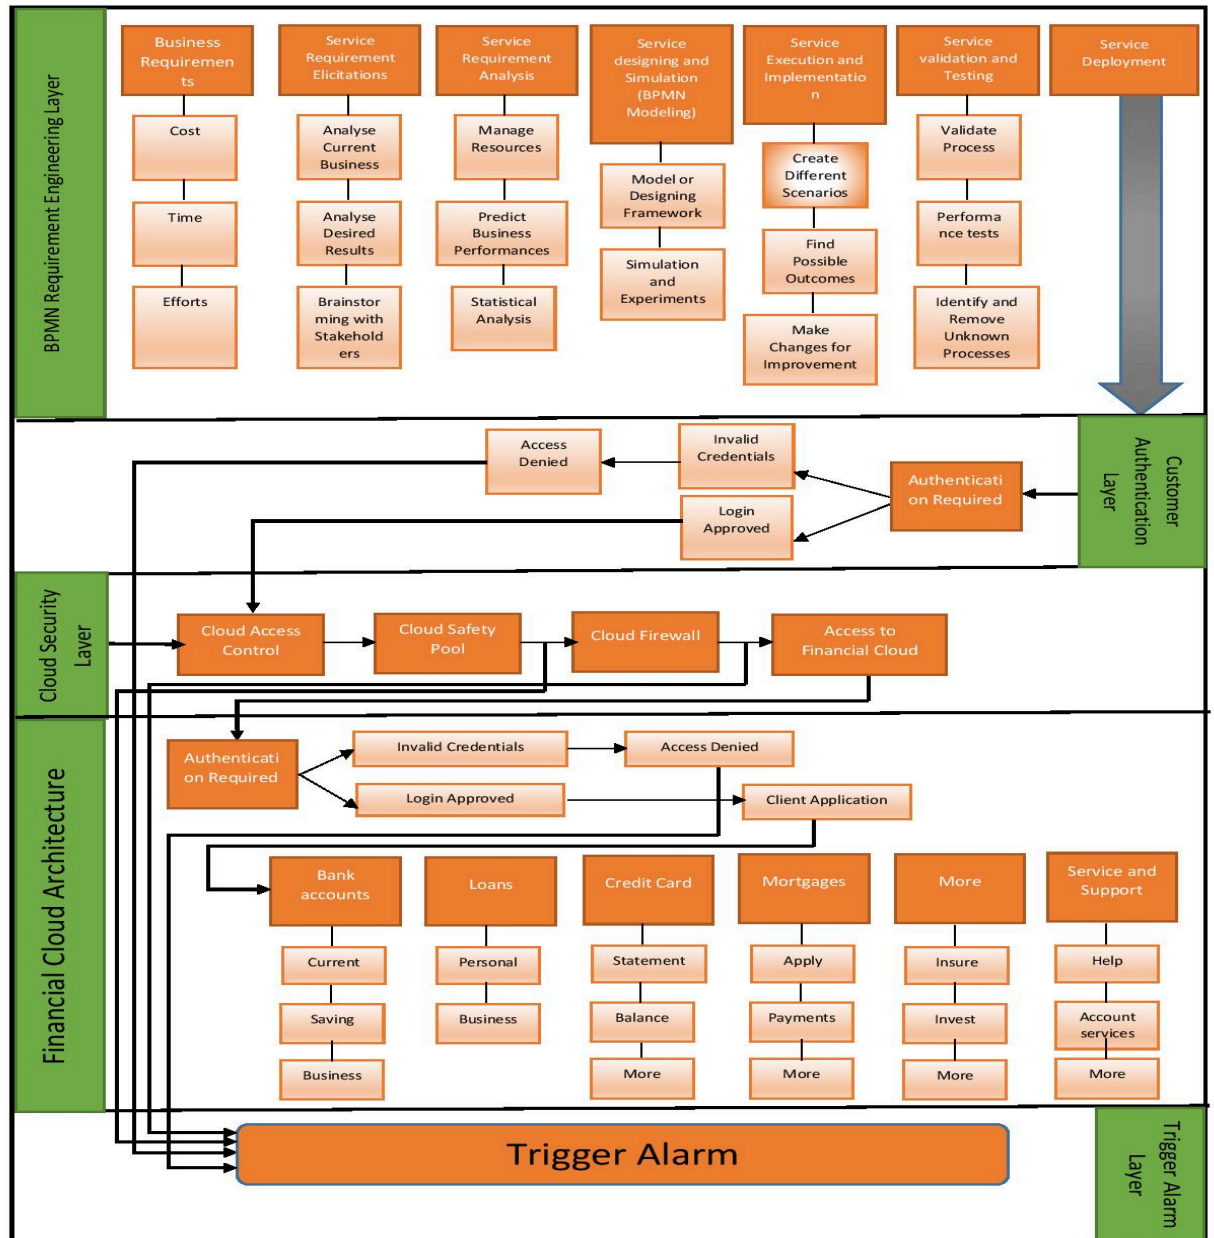 BPMN Requirement Engineering Layer
Business
Requiremen
ts
Cost
Time
Efforts
Service
Requirement
Elicitations
Analyse
Current
Business
Analyse
Desired
Results
Brainstor
ming with
Stakehold
ers
Service
Requirement
Analysis
Manage
Resources
Predict
Business
Performances
Statistical
Analysis
Service
designing and
Simulation
(BPMN
Modeling)
Model or
Designing
Framework
Simulation
and
Experiments
Service
Execution and
Implementatio
n
Create
Different
Scenarios
Find
Possible
Outcomes
Make
Changes for
Improvement
Service
validation and
Testing
Validate
Process
Performa
nce tests
Identify and
Remove
Unknown
Processes
Service
Deployment
Customer
Authentication
Layer
Authenticati
on Required
Invalid
Credentials
Access
Denied
Login
Approved
Cloud Security
Layer
Cloud Access
Control
Cloud Safety
Pool
Cloud Firewall
Access to
Financial Cloud
Financial Cloud Architecture
Authenticati
on Required
Invalid Credentials
Access Denied
Login Approved
Client Application
Bank
accounts
Current
Saving
Business
Loans
Personal
Business
Credit Card
Statement
Balance
More
Mortgages
Apply
Payments
More
More
Insure
Invest
More
Service and
Support
Help
Account
services
More
Trigger Alarm
Trigger Alarm
Layer